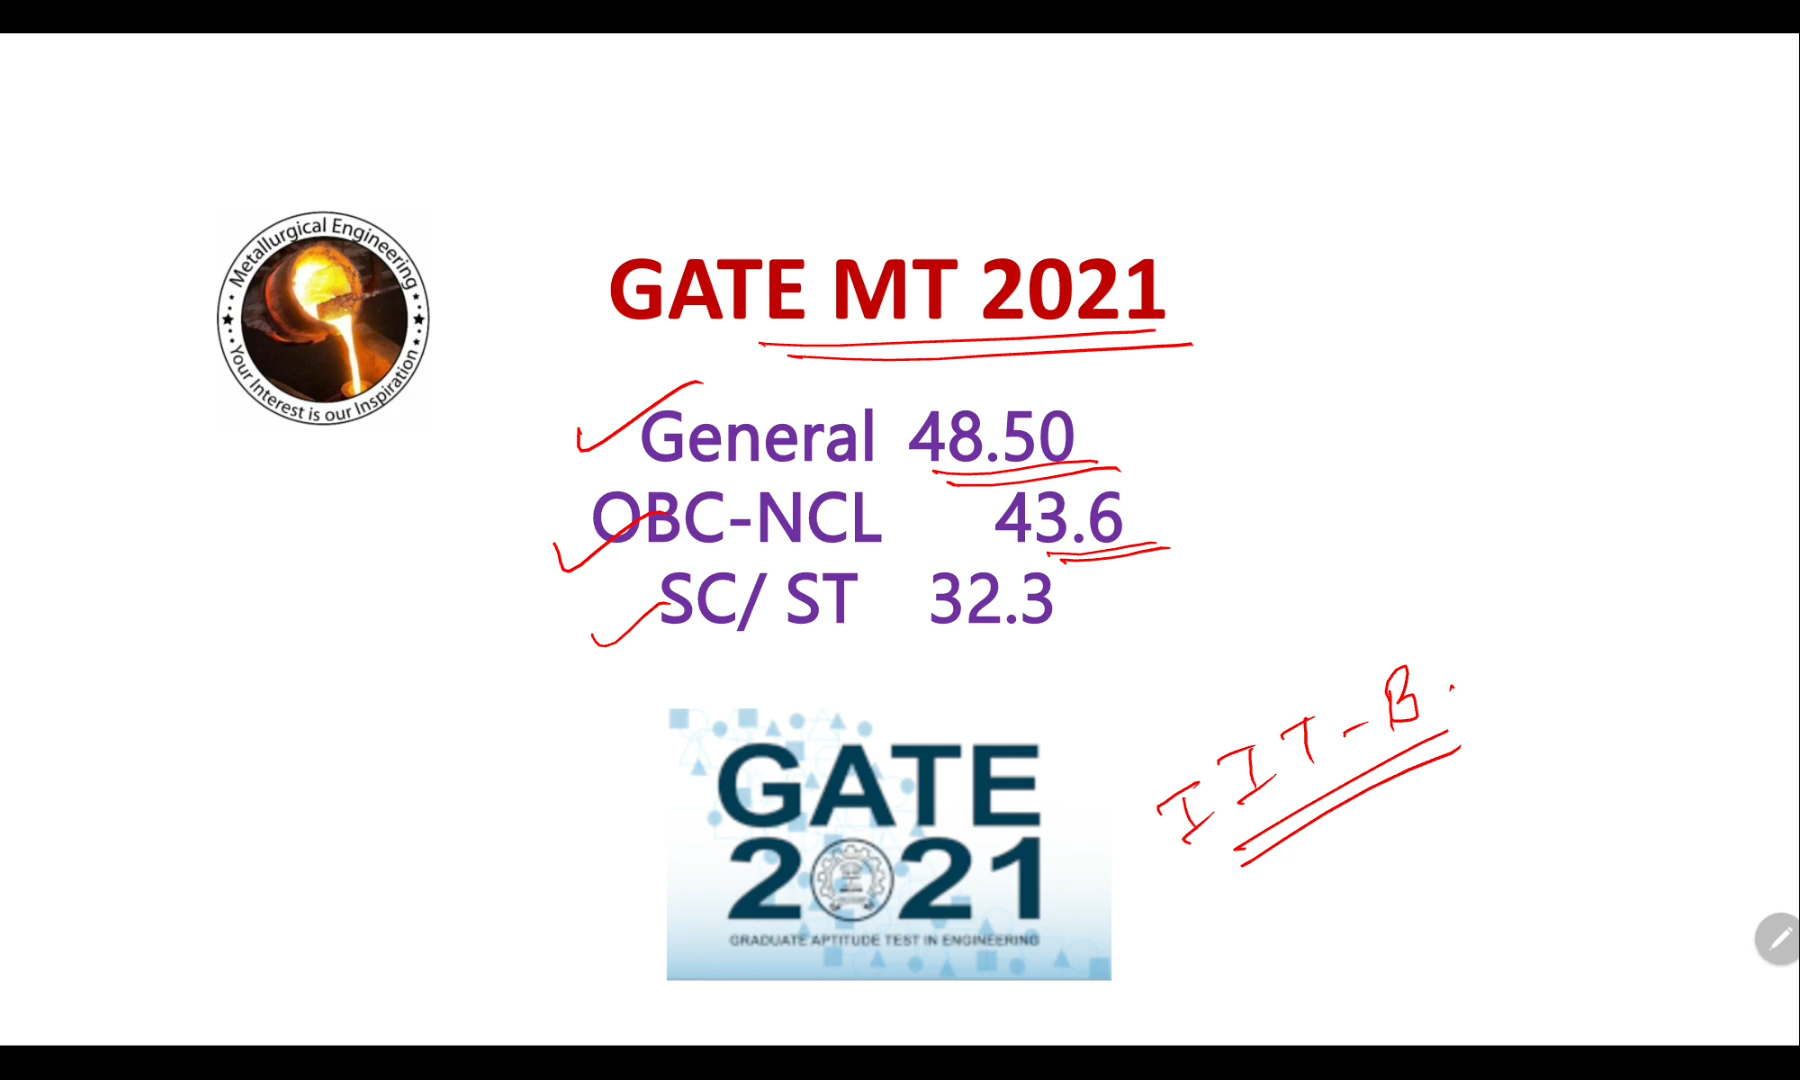 Metallurgical Engineering
Your Interest is our Inspiration
GATE MT 2021
General 48.50
OBC-NCL 43.6
SC/ ST 32.3
IIT-B.
GATE
2021
GRADUATE APTITUDE TEST IN ENGINEERING